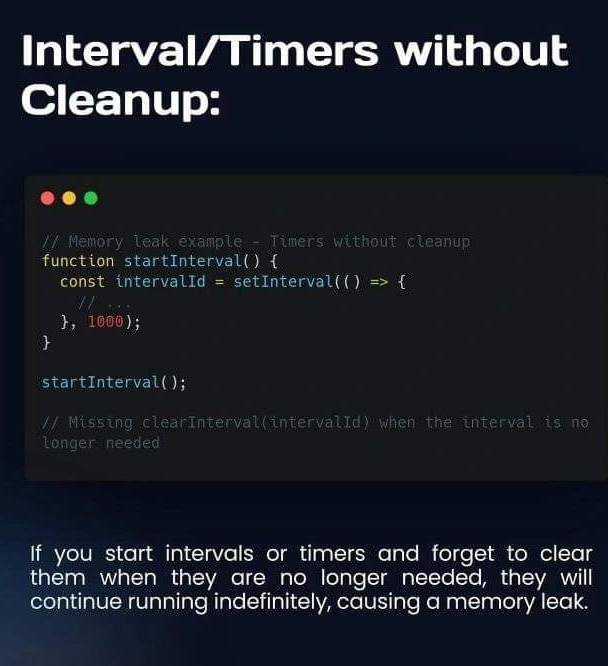 Interval/Timers without
Cleanup:
// Memory leak example - Timers without cleanup
function startInterval() {
  const intervalId = setInterval(() => {
    // ...
  }, 1000);
}
startInterval();
// Missing clearInterval(intervalId) when the interval is no
longer needed
If you start intervals or timers and forget to clear
them when they are no longer needed, they will
continue running indefinitely, causing a memory leak.